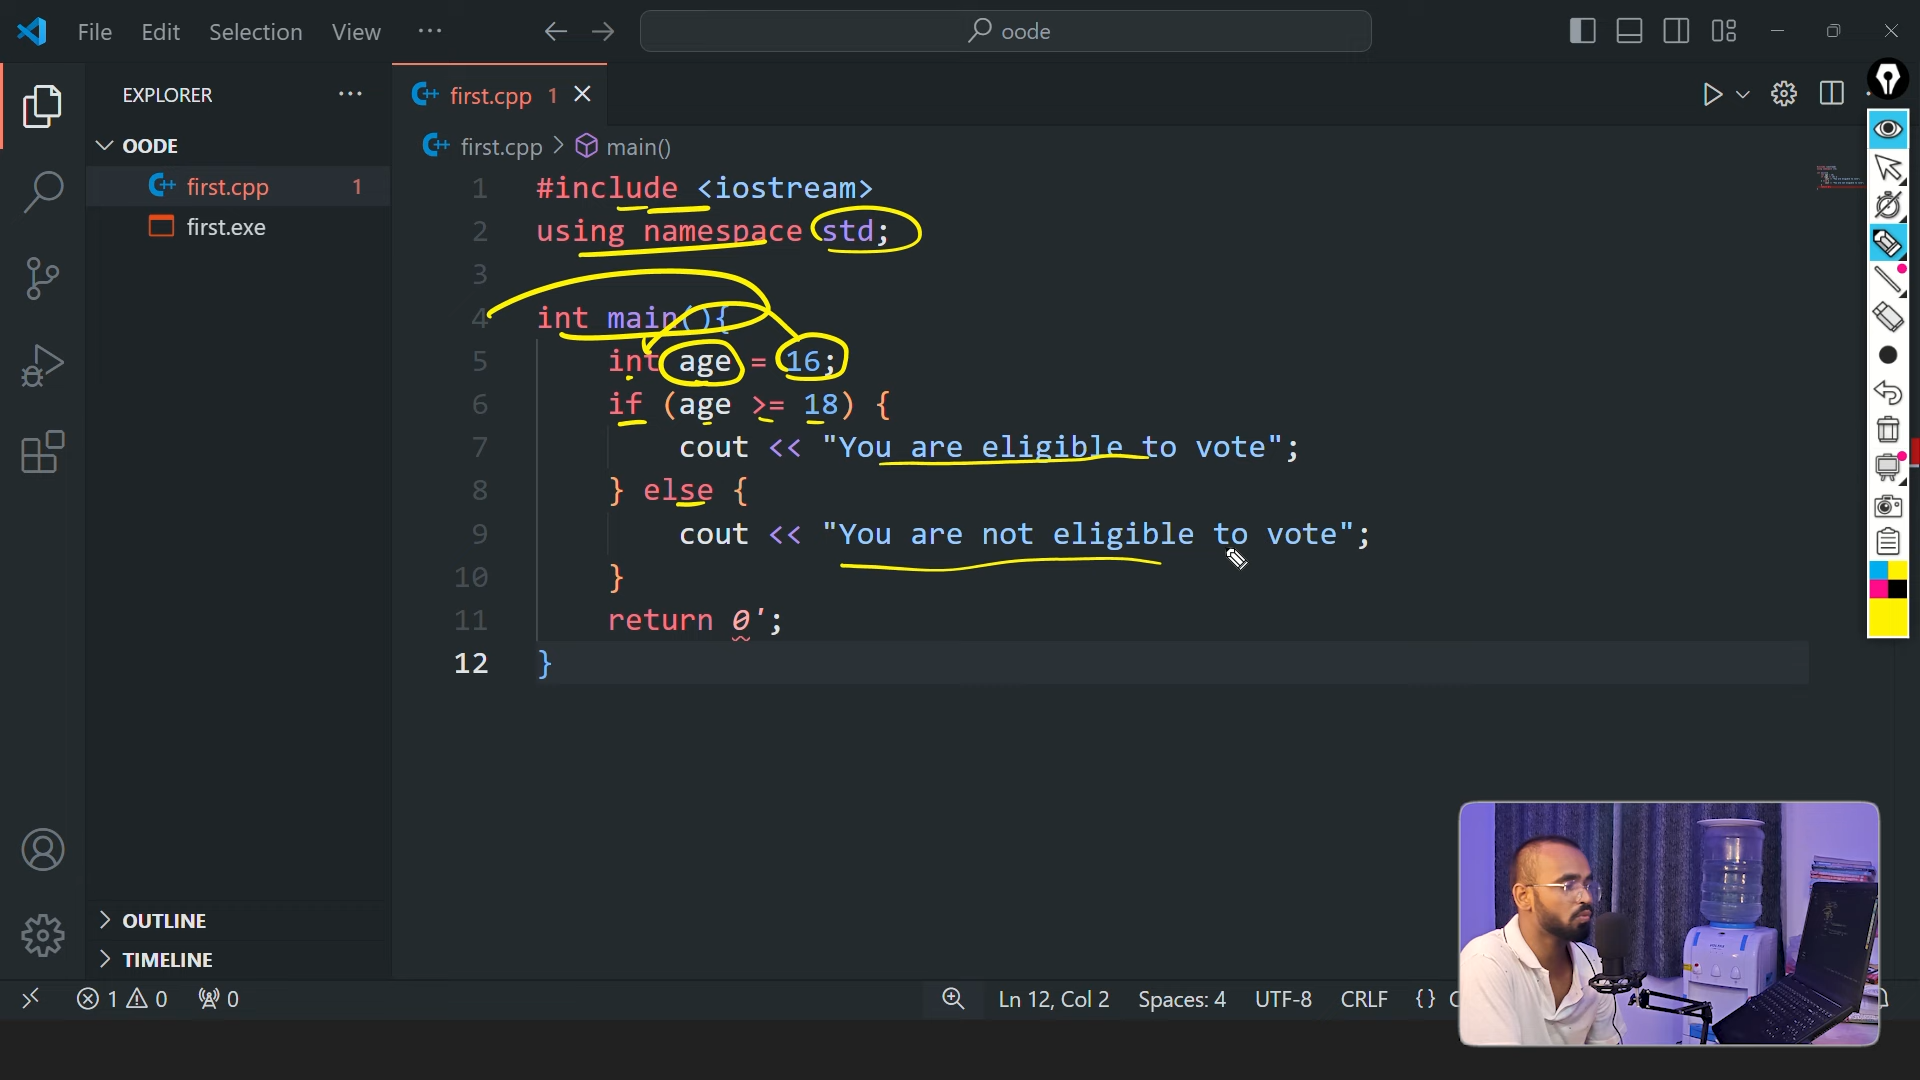 File Edit Selection View ··· oode
EXPLORER ···
OODE
first.cpp 1
first.exe
OUTLINE
TIMELINE
first.cpp 1
first.cpp > main()
1 #include <iostream>
2 using namespace std;
3
4 int main(){
5 int age = 16;
6 if (age >= 18) {
7 cout << "You are eligible to vote";
8 } else {
9 cout << "You are not eligible to vote";
10 }
11 return 0';
12 }
1 0 0 Ln 12, Col 2 Spaces: 4 UTF-8 CRLF {}